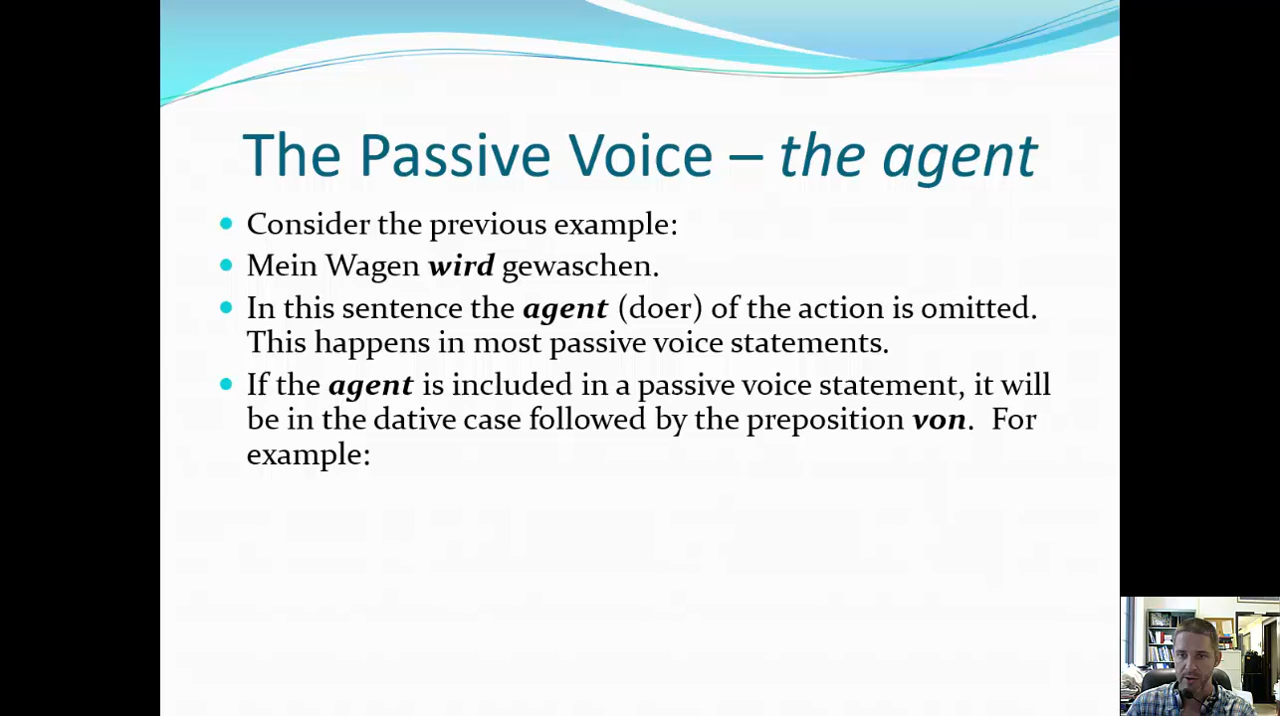 The Passive Voice – the agent
Consider the previous example:
Mein Wagen wird gewaschen.
In this sentence the agent (doer) of the action is omitted.
This happens in most passive voice statements.
If the agent is included in a passive voice statement, it will
be in the dative case followed by the preposition von.  For
example: